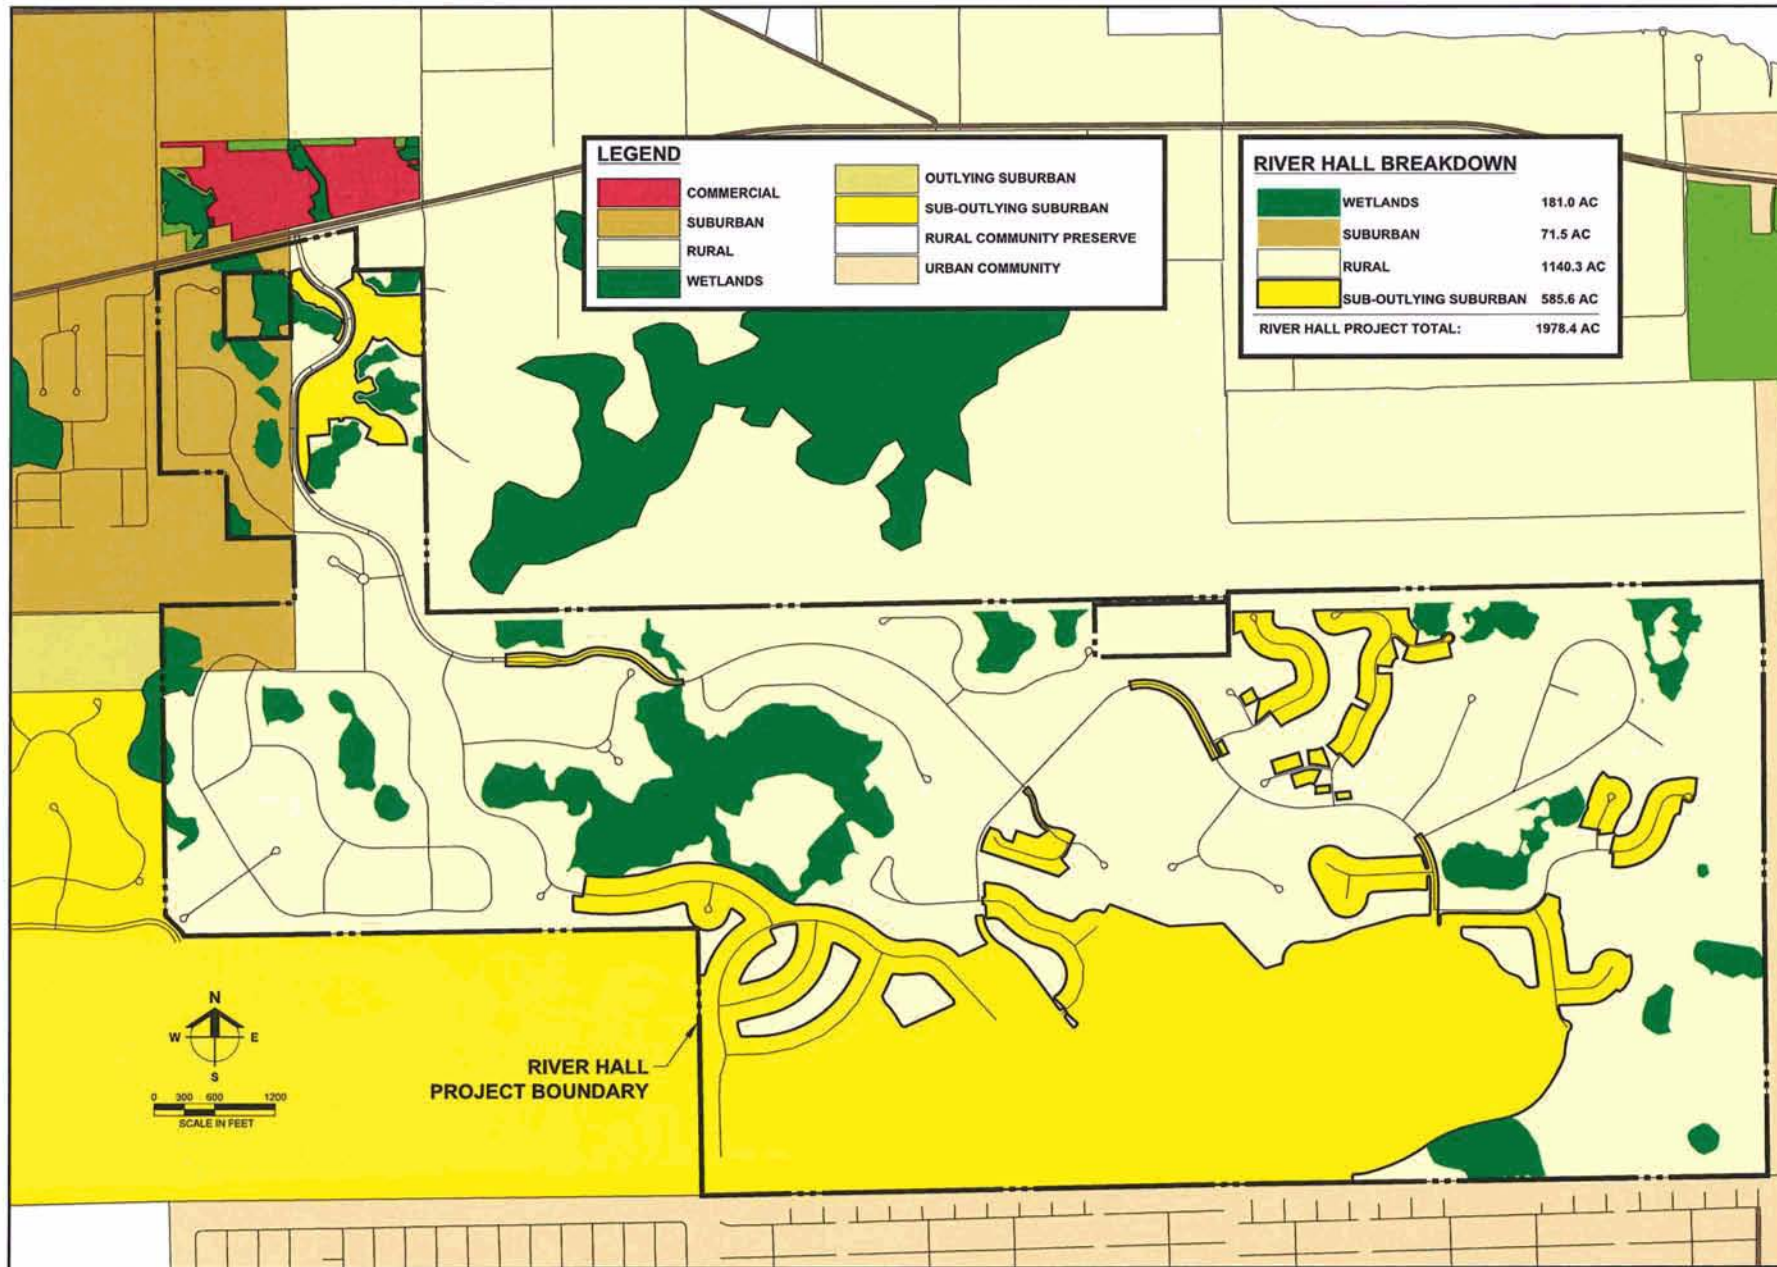 LEGEND
COMMERCIAL
SUBURBAN
RURAL
WETLANDS
OUTLYING SUBURBAN
SUB-OUTLYING SUBURBAN
RURAL COMMUNITY PRESERVE
URBAN COMMUNITY
RIVER HALL BREAKDOWN
WETLANDS 181.0 AC
SUBURBAN 71.5 AC
RURAL 1140.3 AC
SUB-OUTLYING SUBURBAN 585.6 AC
RIVER HALL PROJECT TOTAL: 1978.4 AC
N
W E
S
0 300 600 1200
SCALE IN FEET
RIVER HALL
PROJECT BOUNDARY